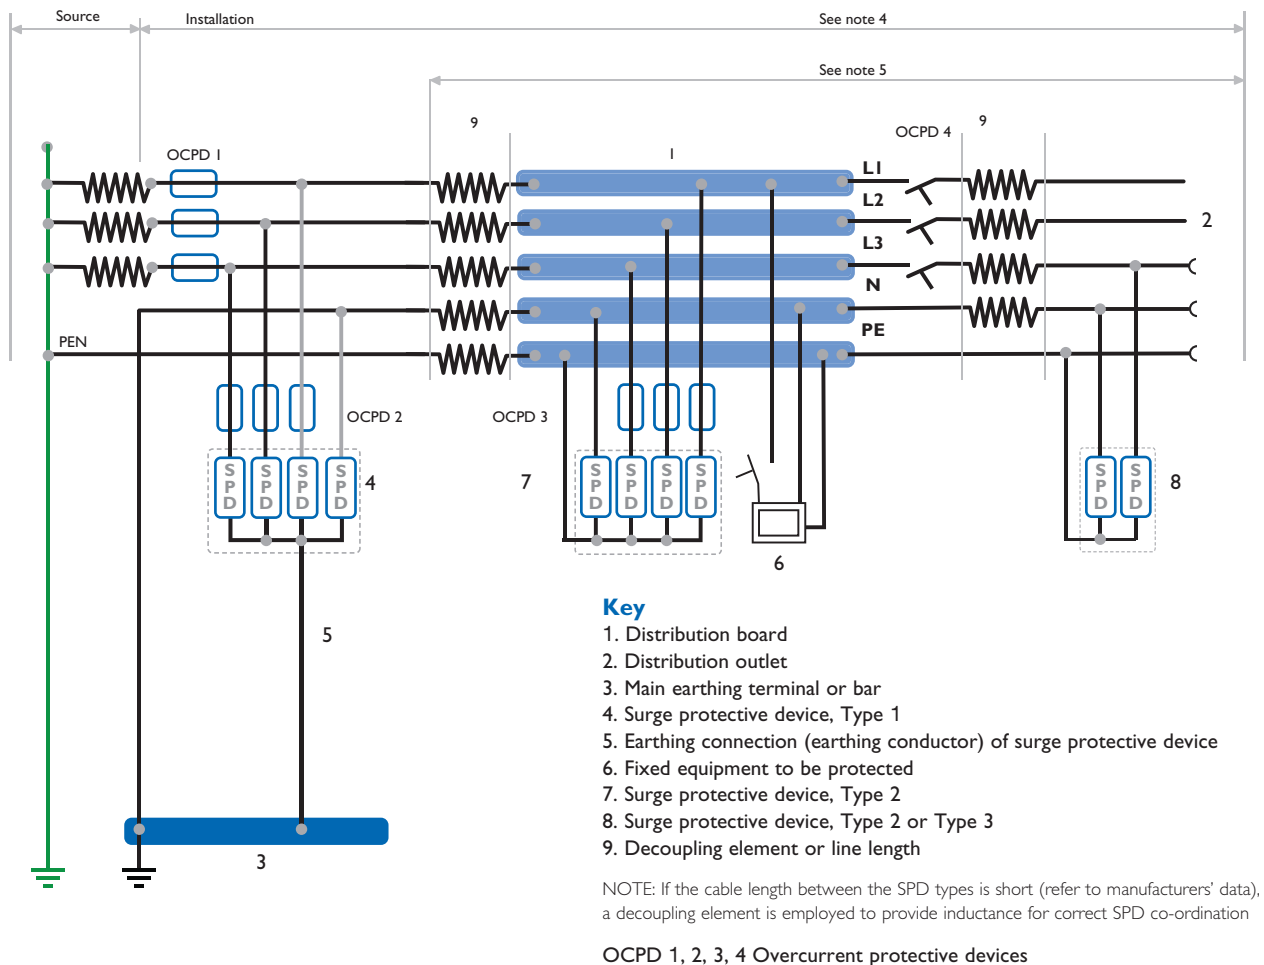 Source
Installation
See note 4
See note 5
9
OCPD 4
9
OCPD 1
1
L1
L2
L3
N
PE
2
PEN
OCPD 2
OCPD 3
SPD
SPD
SPD
SPD
4
7
SPD
SPD
SPD
SPD
SPD
SPD
8
6
5
3
Key
1. Distribution board
2. Distribution outlet
3. Main earthing terminal or bar
4. Surge protective device, Type 1
5. Earthing connection (earthing conductor) of surge protective device
6. Fixed equipment to be protected
7. Surge protective device, Type 2
8. Surge protective device, Type 2 or Type 3
9. Decoupling element or line length
NOTE: If the cable length between the SPD types is short (refer to manufacturers’ data),
a decoupling element is employed to provide inductance for correct SPD co-ordination
OCPD 1, 2, 3, 4 Overcurrent protective devices